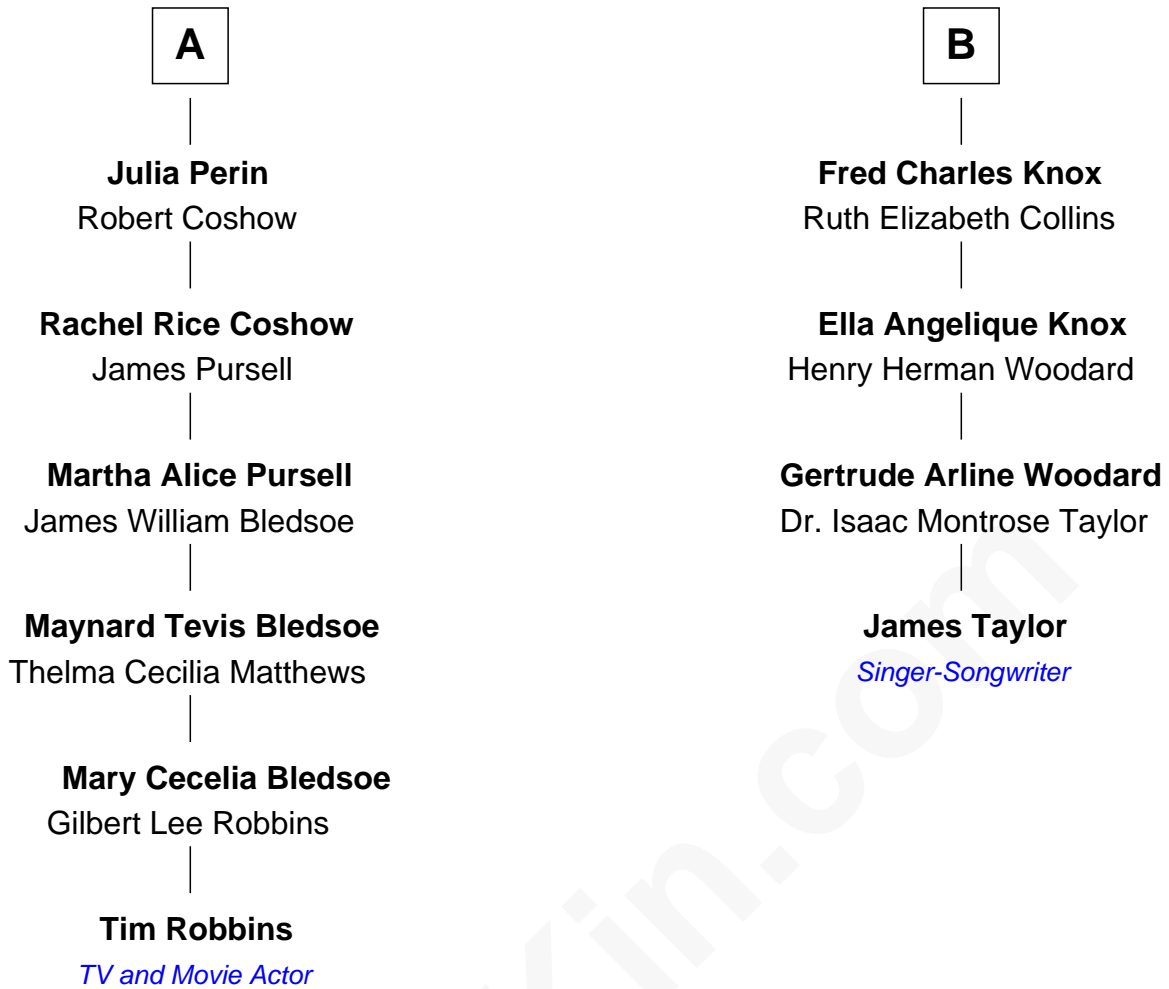 A
Julia Perin
Robert Coshow
Rachel Rice Coshow
James Pursell
Martha Alice Pursell
James William Bledsoe
Maynard Tevis Bledsoe
Thelma Cecilia Matthews
Mary Cecelia Bledsoe
Gilbert Lee Robbins
Tim Robbins
TV and Movie Actor
B
Fred Charles Knox
Ruth Elizabeth Collins
Ella Angelique Knox
Henry Herman Woodard
Gertrude Arline Woodard
Dr. Isaac Montrose Taylor
James Taylor
Singer-Songwriter
Kin.com